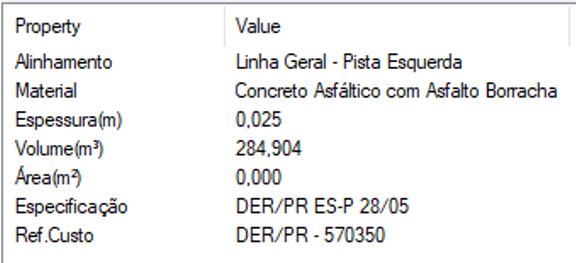 Property Value
Alinhamento Linha Geral - Pista Esquerda
Material Concreto Asfáltico com Asfalto Borracha
Espessura(m) 0,025
Volume(m³) 284,904
Área(m²) 0,000
Especificação DER/PR ES-P 28/05
Ref.Custo DER/PR - 570350